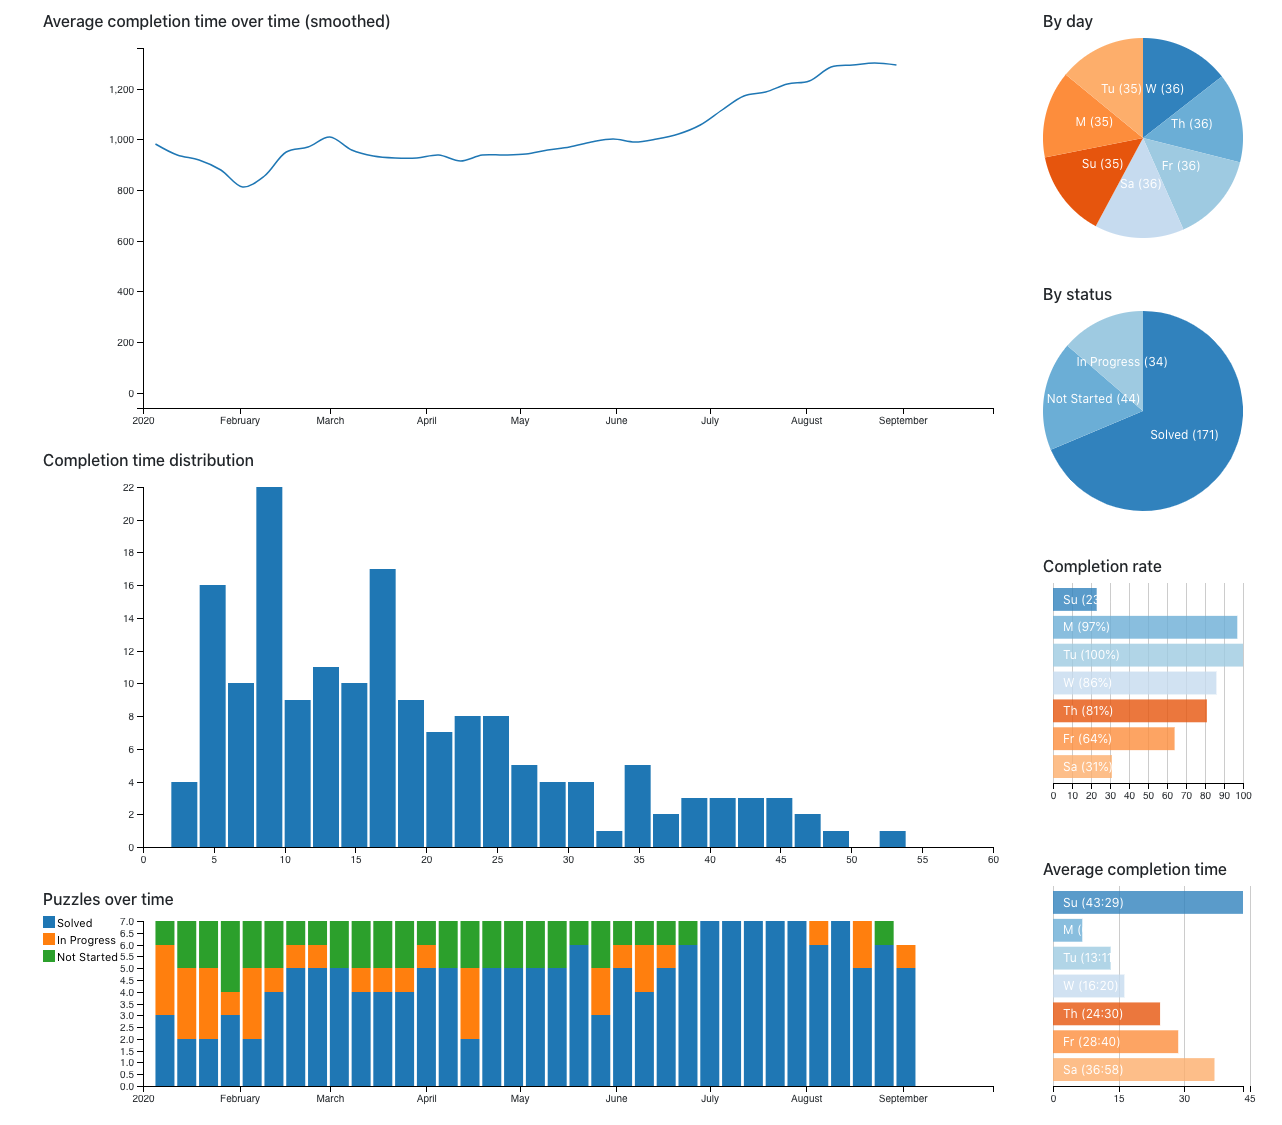 Average completion time over time (smoothed)
1,200
1,000
800
600
400
200
0
2020 February March April May June July August September
Completion time distribution
22
20
18
16
14
12
10
8
6
4
2
0
0 5 10 15 20 25 30 35 40 45 50 55 60
Puzzles over time
Solved
In Progress
Not Started
7.0
6.5
6.0
5.5
5.0
4.5
4.0
3.5
3.0
2.5
2.0
1.5
1.0
0.5
0.0
2020 February March April May June July August September
By day
Tu (35) W (36)
M (35) Th (36)
Su (35) Fr (36)
Sa (36)
By status
In Progress (34)
Not Started (44)
Solved (171)
Completion rate
Su (23
M (97%)
Tu (100%)
W (86%)
Th (81%)
Fr (64%)
Sa (31%)
0 10 20 30 40 50 60 70 80 90 100
Average completion time
Su (43:29)
M (
Tu (13:11
W (16:20)
Th (24:30)
Fr (28:40)
Sa (36:58)
0 15 30 45